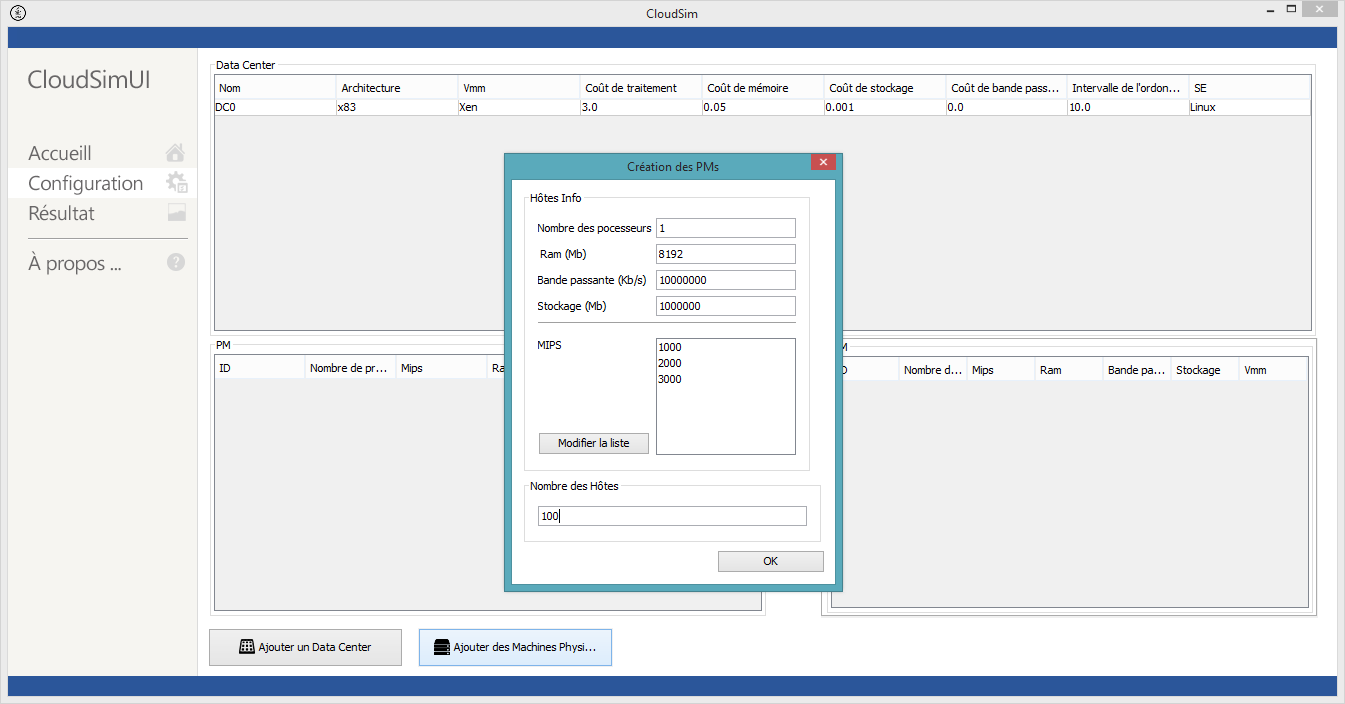 CloudSim
CloudSimUI
Accueill
Configuration
Résultat
À propos ...
Data Center
Nom Architecture Vmm Coût de traitement Coût de mémoire Coût de stockage Coût de bande pass... Intervalle de l'ordon... SE
DC0 x83 Xen 3.0 0.05 0.001 0.0 10.0 Linux
Création des PMs
Hôtes Info
Nombre des pocesseurs 1
Ram (Mb) 8192
Bande passante (Kb/s) 10000000
Stockage (Mb) 1000000
MIPS
1000
2000
3000
Modifier la liste
Nombre des Hôtes
100
OK
PM
ID Nombre de pr... Mips
Nombre d... Mips Ram Bande pa... Stockage Vmm
Ajouter un Data Center
Ajouter des Machines Physi...